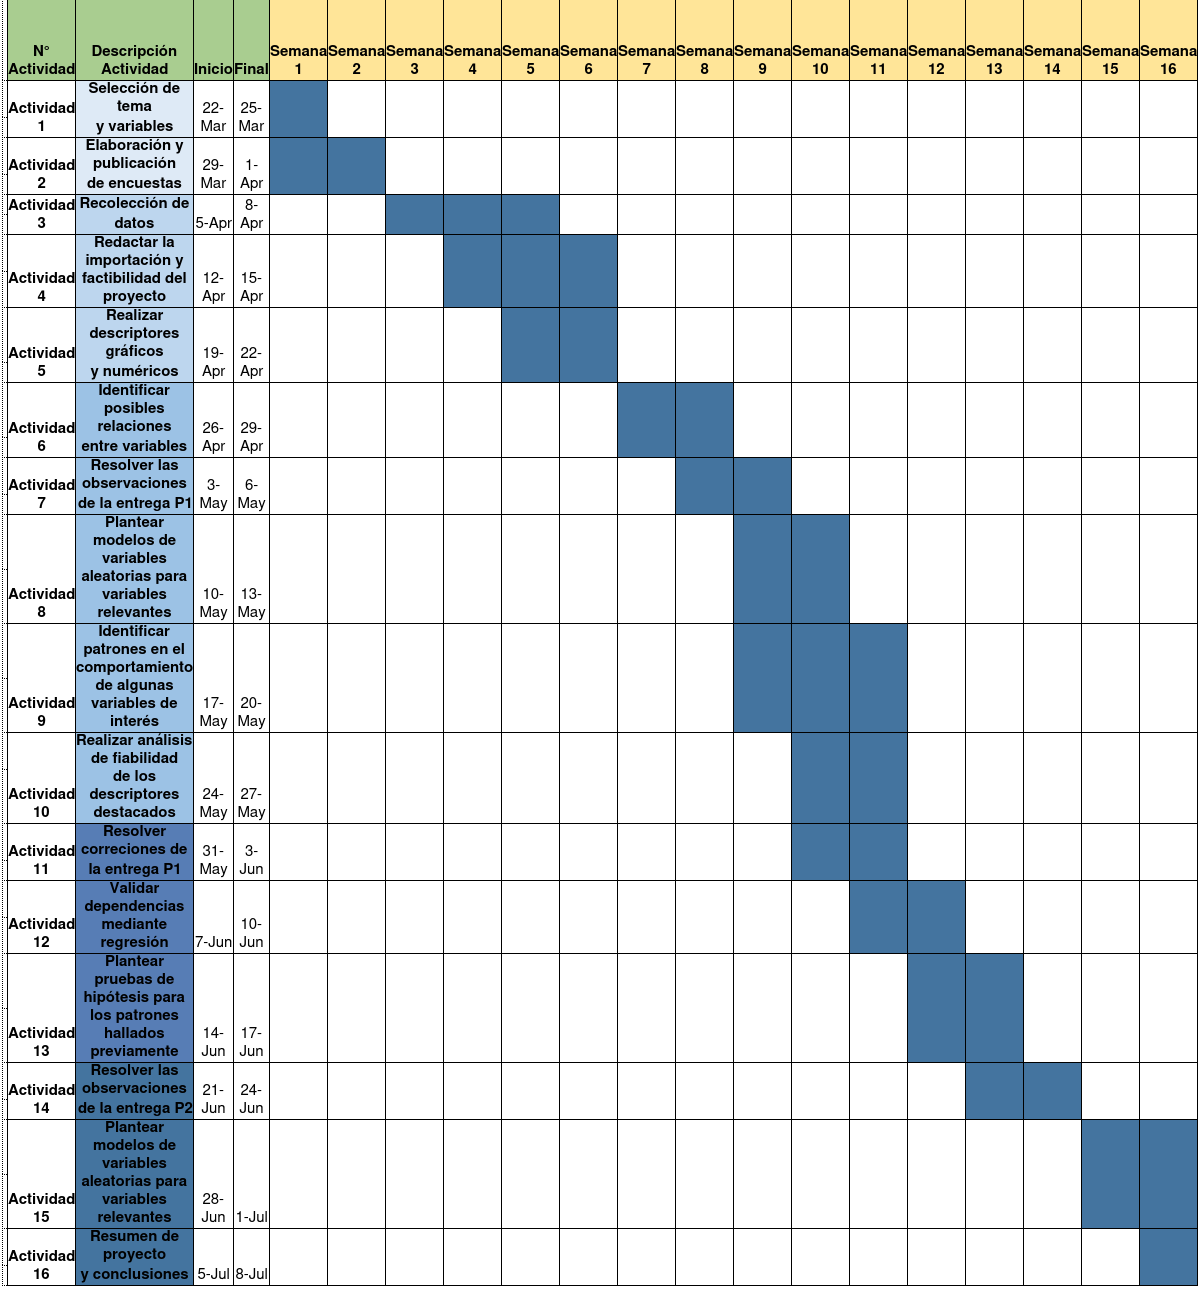 N° Actividad Descripción Actividad Inicio Final Semana 1 Semana 2 Semana 3 Semana 4 Semana 5 Semana 6 Semana 7 Semana 8 Semana 9 Semana 10 Semana 11 Semana 12 Semana 13 Semana 14 Semana 15 Semana 16
Actividad 1 Selección de tema y variables 22-Mar 25-Mar
Actividad 2 Elaboración y publicación de encuestas 29-Mar 1-Apr
Actividad 3 Recolección de datos 5-Apr 8-Apr
Actividad 4 Redactar la importación y factibilidad del proyecto 12-Apr 15-Apr
Actividad 5 Realizar descriptores gráficos y numéricos 19-Apr 22-Apr
Actividad 6 Identificar posibles relaciones entre variables 26-Apr 29-Apr
Actividad 7 Resolver las observaciones de la entrega P1 3-May 6-May
Actividad 8 Plantear modelos de variables aleatorias para variables relevantes 10-May 13-May
Actividad 9 Identificar patrones en el comportamiento de algunas variables de interés 17-May 20-May
Actividad 10 Realizar análisis de fiabilidad de los descriptores destacados 24-May 27-May
Actividad 11 Resolver correciones de la entrega P1 31-May 3-Jun
Actividad 12 Validar dependencias mediante regresión 7-Jun 10-Jun
Actividad 13 Plantear pruebas de hipótesis para los patrones hallados previamente 14-Jun 17-Jun
Actividad 14 Resolver las observaciones de la entrega P2 21-Jun 24-Jun
Actividad 15 Plantear modelos de variables aleatorias para variables relevantes 28-Jun 1-Jul
Actividad 16 Resumen de proyecto y conclusiones 5-Jul 8-Jul